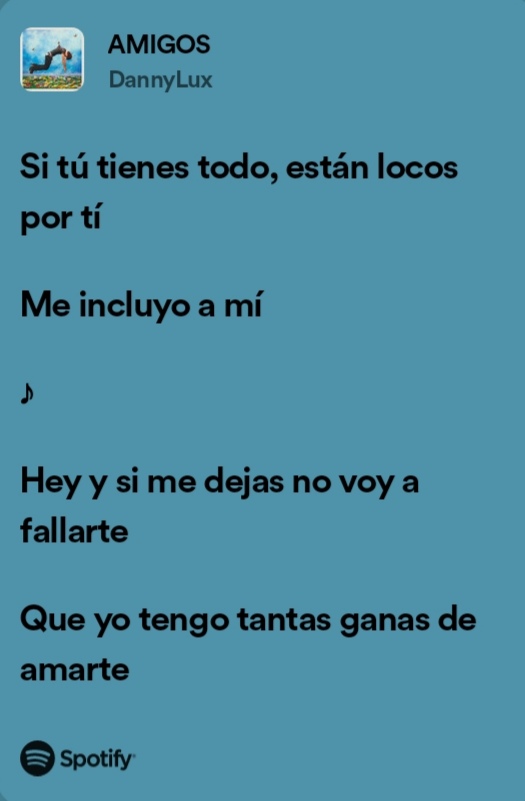 AMIGOS
DannyLux
Si tú tienes todo, están locos
por tí
Me incluyo a mí
♪
Hey y si me dejas no voy a
fallarte
Que yo tengo tantas ganas de
amarte
Spotify